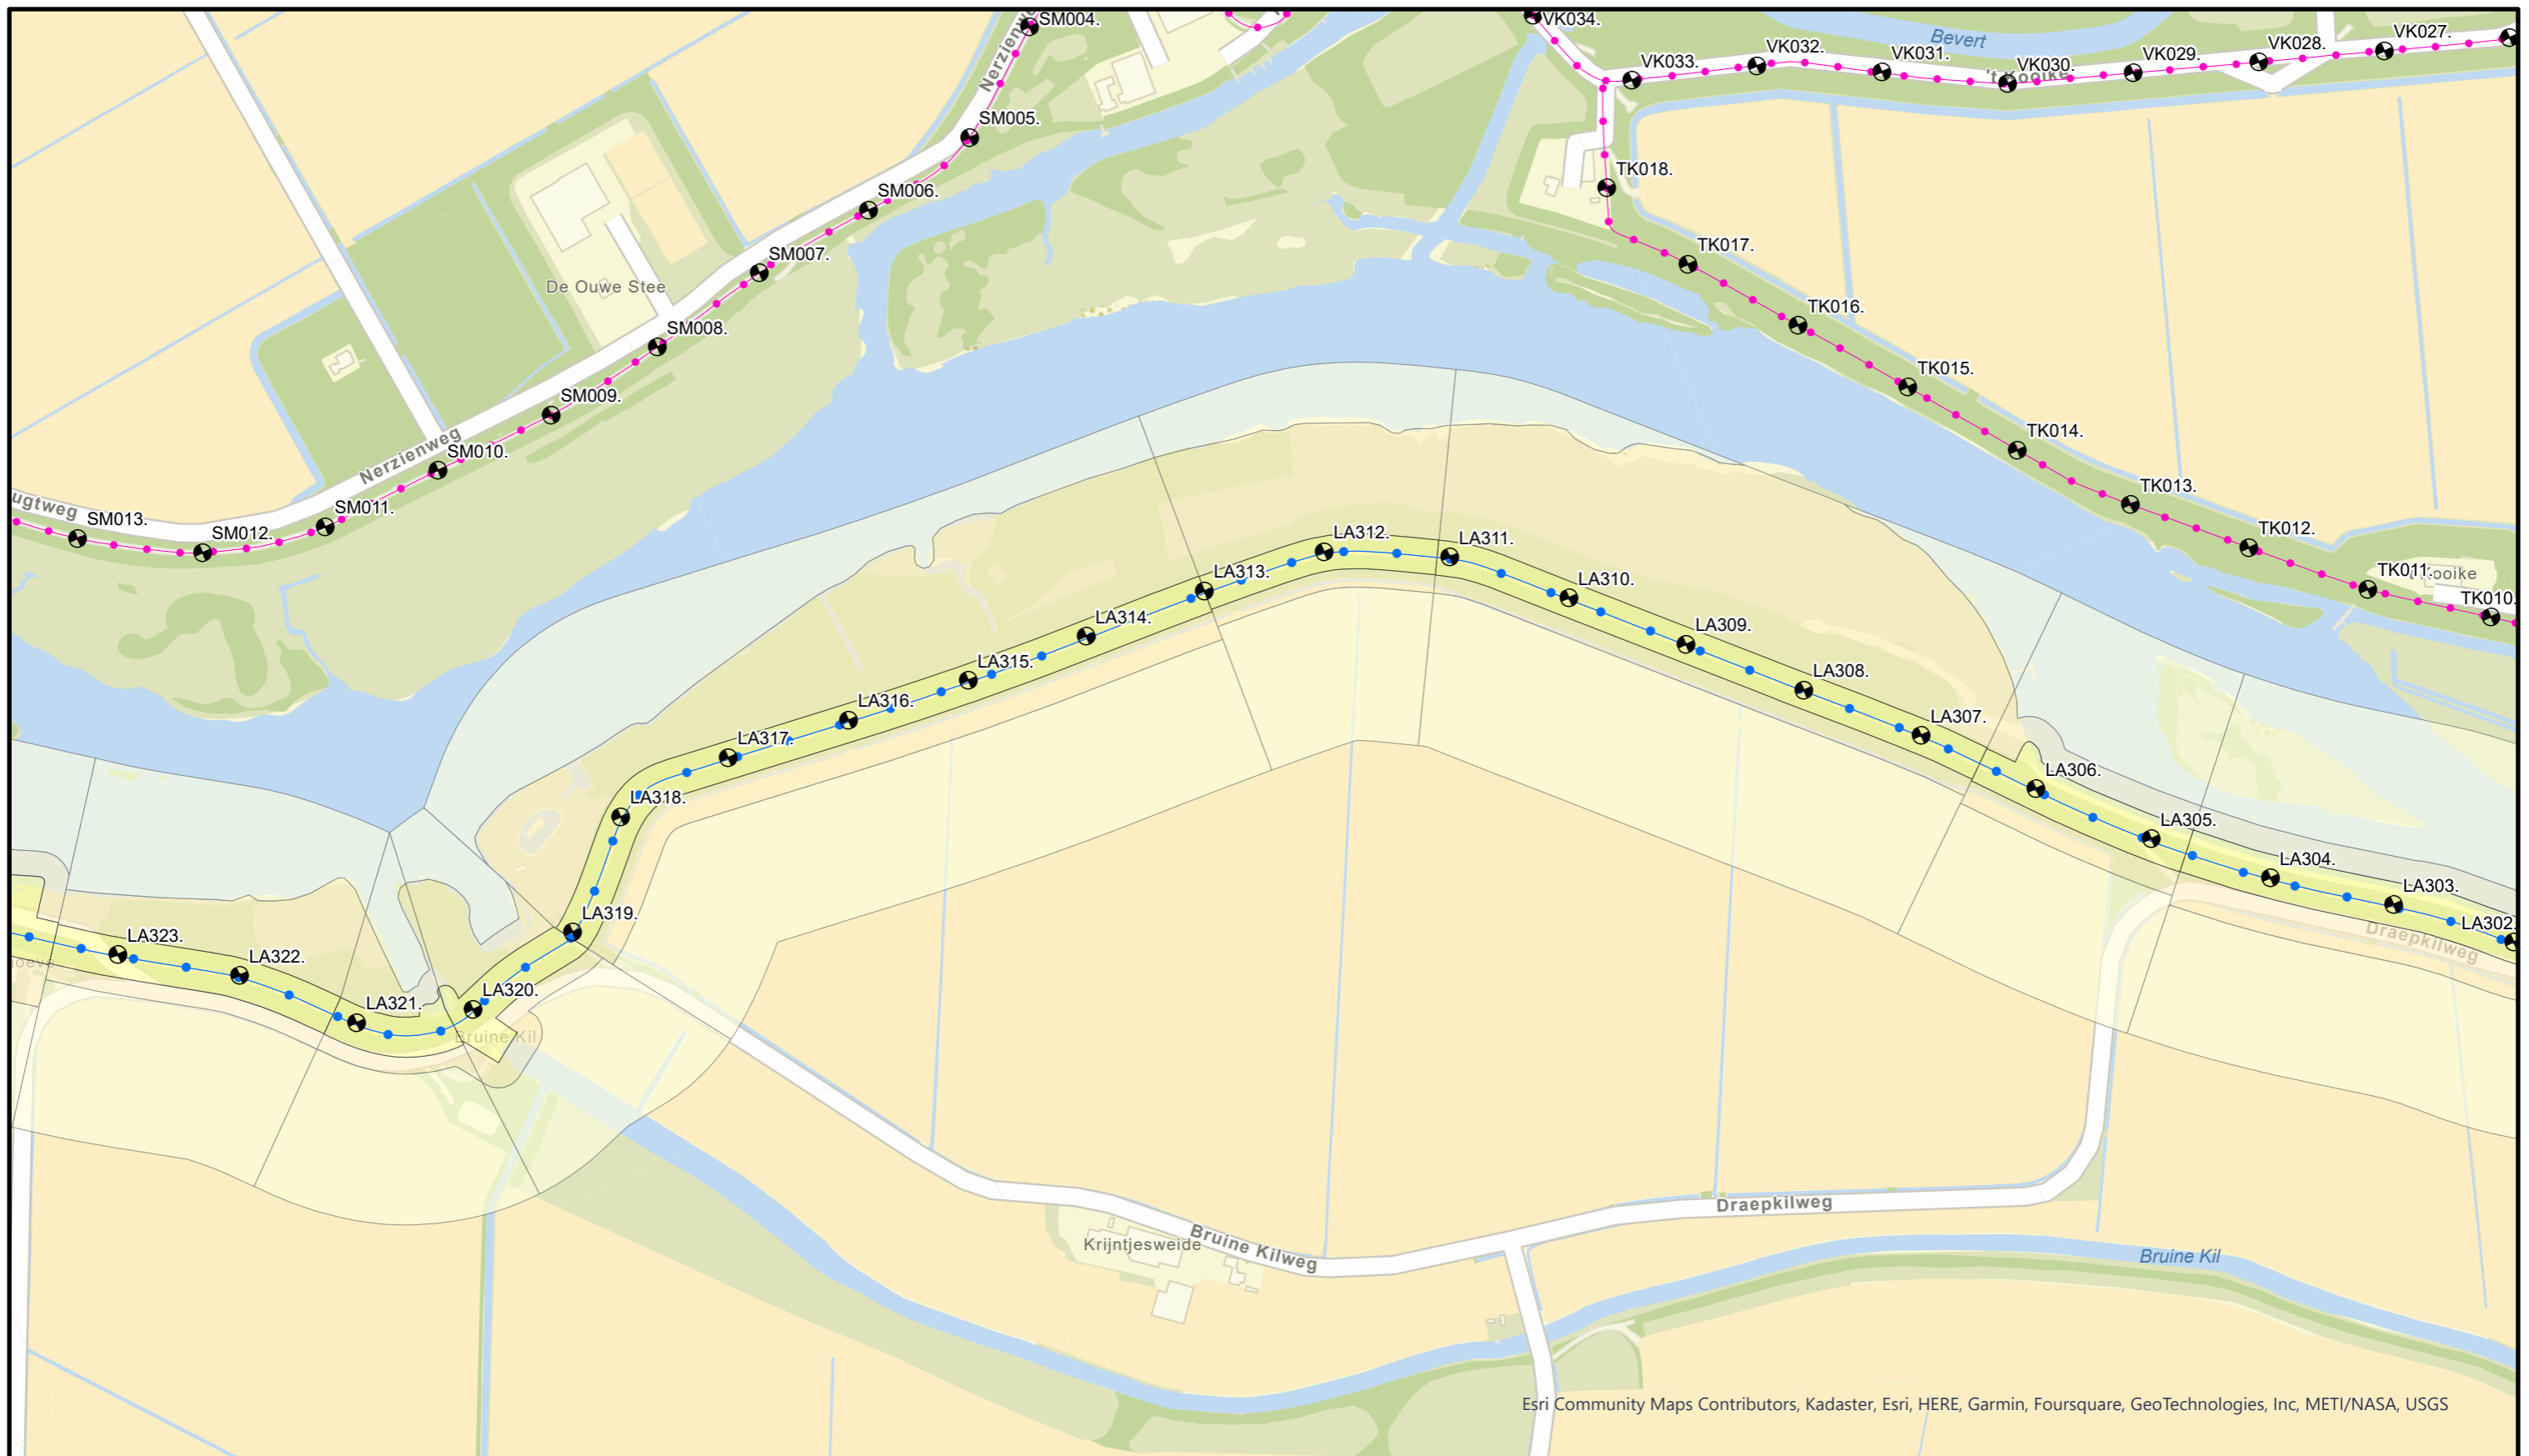 SM004.
VK034.
Bevert
VK027.
VK028.
VK029.
VK030.
VK031.
VK032.
VK033.
't Kooike
SM005.
TK018.
SM006.
TK017.
SM007.
De Ouwe Stee
TK016.
SM008.
TK015.
SM009.
Nerzienweg
SM010.
TK014.
SM011.
TK013.
ugtweg
SM013.
SM012.
TK012.
LA312.
LA311.
LA313.
TK011.
LA310.
TK010.
LA314.
LA309.
LA315.
LA308.
LA316.
LA307.
LA317.
LA306.
LA318.
LA305.
LA304.
LA303.
LA319.
LA302.
Draepkilweg
LA323.
LA322.
LA320.
LA321.
Bruine Kil
Draepkilweg
Krijntjesweide
Bruine Kilweg
Bruine Kil
Esri Community Maps Contributors, Kadaster, Esri, HERE, Garmin, Foursquare, GeoTechnologies, Inc, METI/NASA, USGS